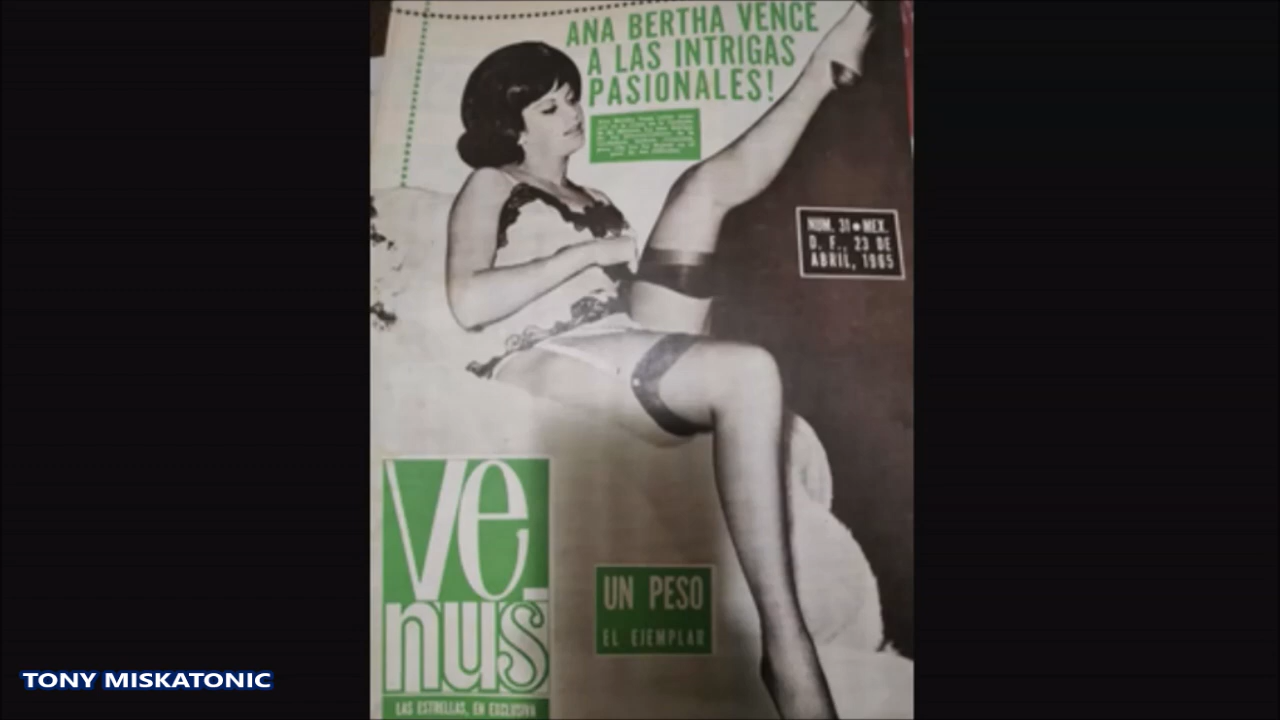 ANA BERTHA VENCE
A LAS INTRIGAS
PASIONALES!
NUM. 31 • MEX.
D. F., 23 DE
ABRIL, 1965
Ve
nus
LAS ESTRELLAS, EN EXCLUSIVA
UN PESO
EL EJEMPLAR
TONY MISKATONIC